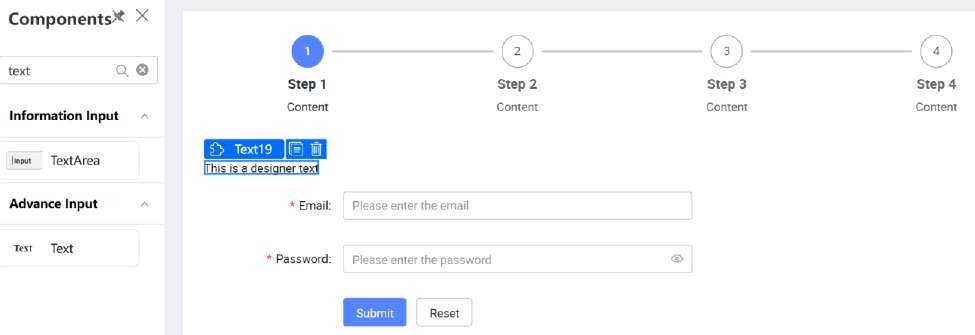 Components
text
Information Input
Input TextArea
Advance Input
Text Text
1 2 3 4
Step 1 Step 2 Step 3 Step 4
Content Content Content Content
Text19
This is a designer text
* Email: Please enter the email
* Password: Please enter the password
Submit Reset